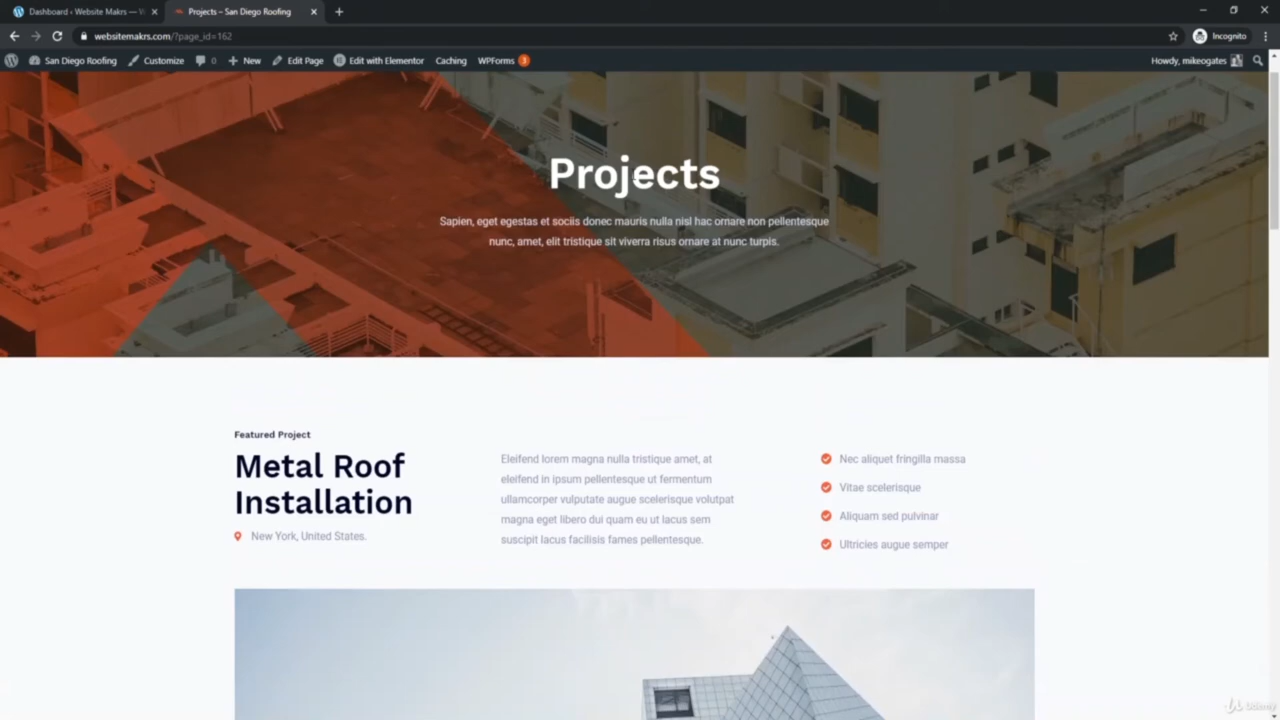 Dashboard ‹ Website Makrs — W
Projects – San Diego Roofing
websitemakrs.com/?page_id=162
Incognito
San Diego Roofing
Customize
0
New
Edit Page
Edit with Elementor
Caching
WPForms 3
Howdy, mikeogates
Projects
Sapien, eget egestas et sociis donec mauris nulla nisl hac ornare non pellentesque
nunc, amet, elit tristique sit viverra risus ornare at nunc turpis.
Featured Project
Metal Roof
Installation
New York, United States.
Eleifend lorem magna nulla tristique amet, at
eleifend in ipsum pellentesque ut fermentum
ullamcorper vulputate augue scelerisque volutpat
magna eget libero dui quam eu ut lacus sem
suscipit lacus facilisis fames pellentesque.
Nec aliquet fringilla massa
Vitae scelerisque
Aliquam sed pulvinar
Ultricies augue semper
Udemy